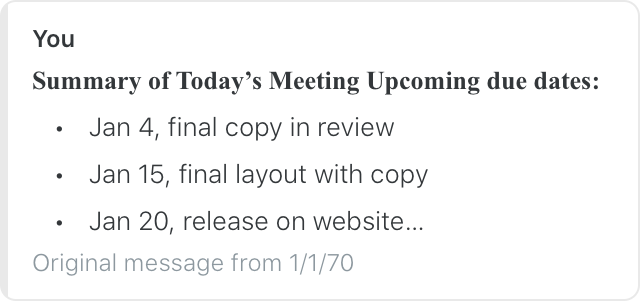 You
Summary of Today’s Meeting Upcoming due dates:
• Jan 4, final copy in review
• Jan 15, final layout with copy
• Jan 20, release on website...
Original message from 1/1/70